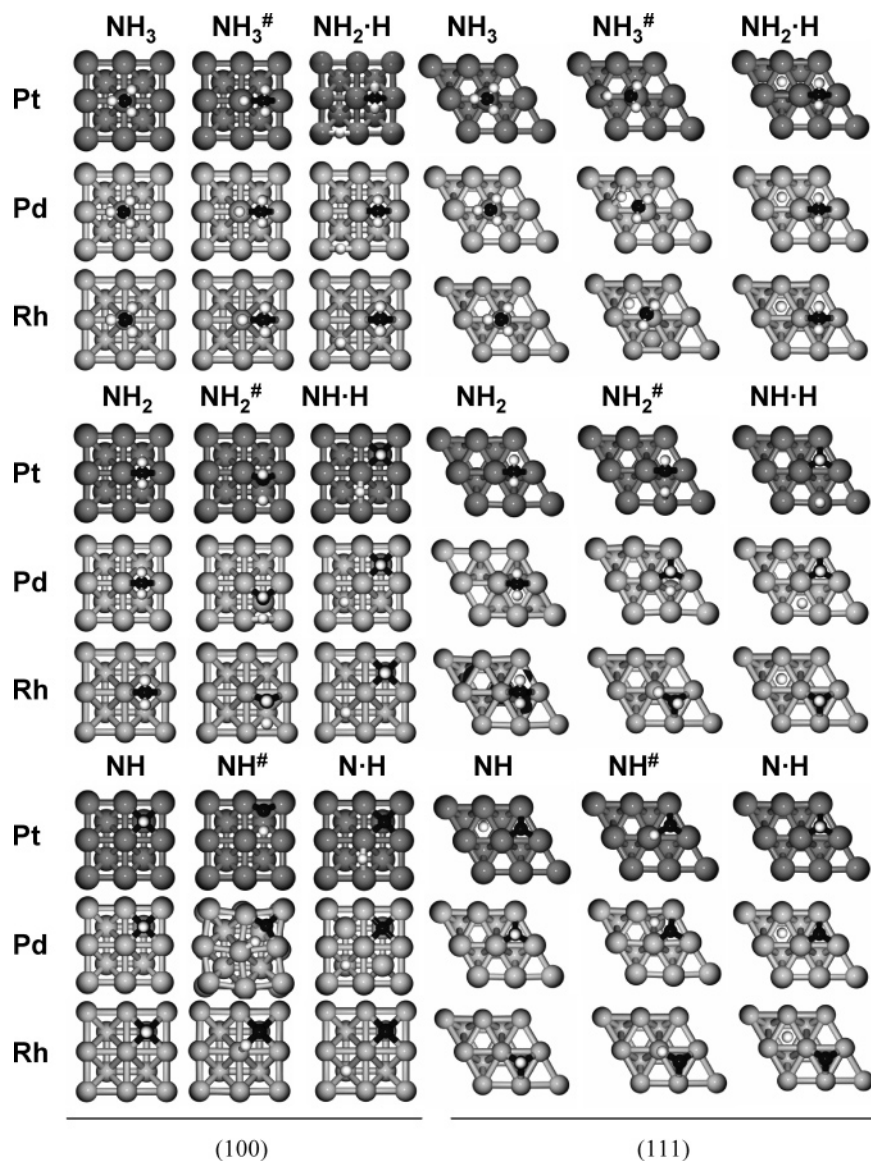 NH₃ NH₃# NH₂·H NH₃ NH₃# NH₂·H
Pt
Pd
Rh
NH₂ NH₂# NH·H NH₂ NH₂# NH·H
Pt
Pd
Rh
NH NH# N·H NH NH# N·H
Pt
Pd
Rh
(100) (111)